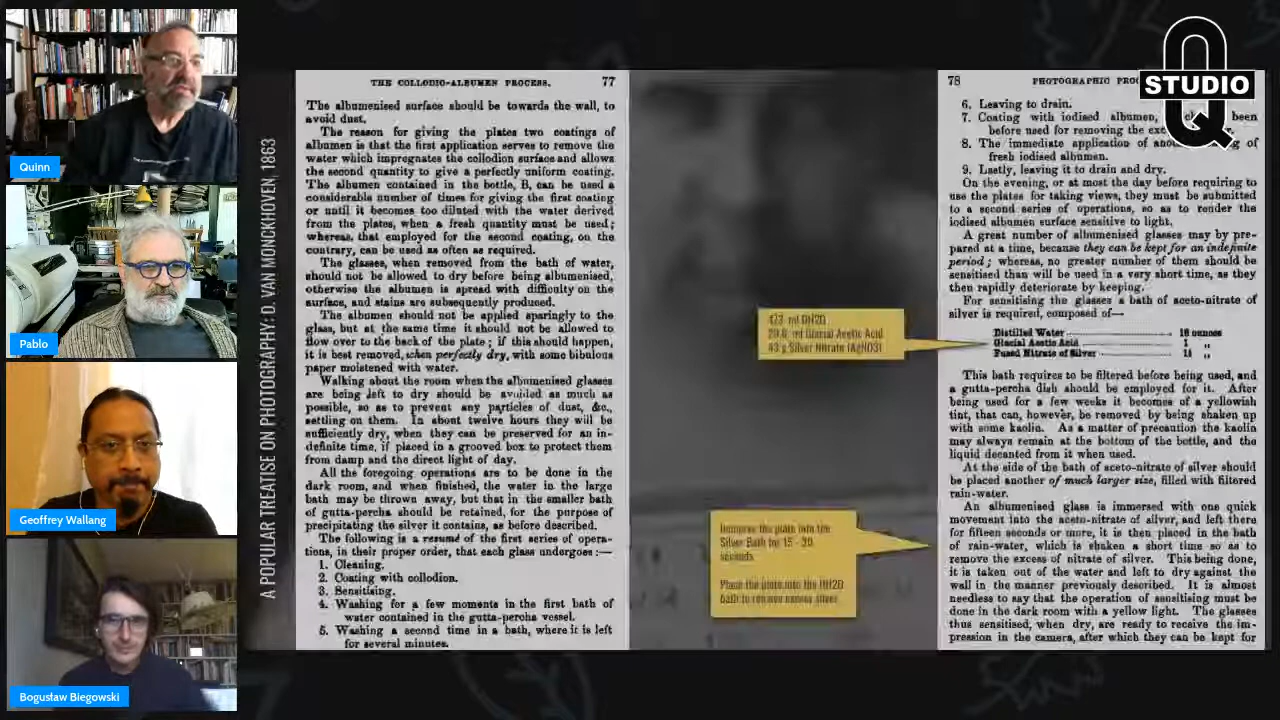 Quinn
Pablo
Geoffrey Wallang
Bogusław Biegowski
A POPULAR TREATISE ON PHOTOGRAPHY: D. VAN MONCKHOVEN, 1863
THE COLLODIO-ALBUMEN PROCESS. 77
The albumenised surface should be towards the wall, to
avoid dust.
The reason for giving the plates two coatings of
albumen is that the first application serves to remove the
water which impregnates the collodion surface and allows
the second quantity to give a perfectly uniform coating.
The albumen contained in the bottle, B, can be used a
considerable number of times for giving the first coating
or until it becomes too diluted with the water derived
from the plates, when a fresh quantity must be used;
whereas, that employed for the second coating, on the
contrary, can be used as often as required.
The glasses, when removed from the bath of water,
should not be allowed to dry before being albumenised,
otherwise the albumen is spread with difficulty on the
surface, and stains are subsequently produced.
The albumen should not be applied sparingly to the
glass, but at the same time it should not be allowed to
flow over to the back of the plate; if this should happen,
it is best removed, when perfectly dry, with some bibulous
paper moistened with water.
Walking about the room when the albumenised glasses
are being left to dry should be avoided as much as
possible, so as to prevent any particles of dust, &c.,
settling on them. In about twelve hours they will be
sufficiently dry, when they can be preserved for an in-
definite time, if placed in a grooved box to protect them
from damp and the direct light of day.
All the foregoing operations are to be done in the
dark room, and when finished, the water in the large
bath may be thrown away, but that in the smaller bath
of gutta-percha should be retained, for the purpose of
precipitating the silver it contains, as before described.
The following is a resumé of the first series of opera-
tions, in their proper order, that each glass undergoes:—
1. Cleaning.
2. Coating with collodion.
3. Sensitising.
4. Washing for a few moments in the first bath of
water contained in the gutta-percha vessel.
5. Washing a second time in a bath, where it is left
for several minutes.
ml DH2O
ml Glacial Acetic Acid
43 g Silver Nitrate (AgNO3)
Immerse the plate into the
Silver Bath for 15 - 20
seconds
Place the plate into the DH2O
bath to remove excess silver
78 PHOTOGRAPHIC
STUDIO
Q
6. Leaving to drain.
7. Coating with iodised albumen, been
before used for removing the
8. The immediate application of of
fresh iodised albumen.
9. Lastly, leaving it to drain and dry.
On the evening, or at most the day before requiring to
use the plates for taking views, they must be submitted
to a second series of operations, so as to render the
iodised albumen surface sensitive to light.
A great number of albumenised glasses may be pre-
pared at a time, because they can be kept for an indefinite
period; whereas, no greater number of them should be
sensitised than will be used in a very short time, as they
then rapidly deteriorate by keeping.
For sensitising the glasses a bath of aceto-nitrate of
silver is required, composed of—
Distilled Water 16 ounces
Glacial Acetic Acid 1 „
Fused Nitrate of Silver „
This bath requires to be filtered before being used, and
a gutta-percha dish should be employed for it. After
being used for a few weeks it becomes of a yellowish
tint, that can, however, be removed by being shaken up
with some kaolin. As a matter of precaution the kaolin
may always remain at the bottom of the bottle, and the
liquid decanted from it when used.
At the side of the bath of aceto-nitrate of silver should
be placed another of much larger size, filled with filtered
rain-water.
An albumenised glass is immersed with one quick
movement into the aceto-nitrate of silver, and left there
for fifteen seconds or more, it is then placed in the bath
of rain-water, which is shaken a short time so as to
remove the excess of nitrate of silver. This being done,
it is taken out of the water and left to dry against the
wall in the manner previously described. It is almost
needless to say that the operation of sensitising must be
done in the dark room with a yellow light. The glasses
thus sensitised, when dry, are ready to receive the im-
pression in the camera, after which they can be kept for